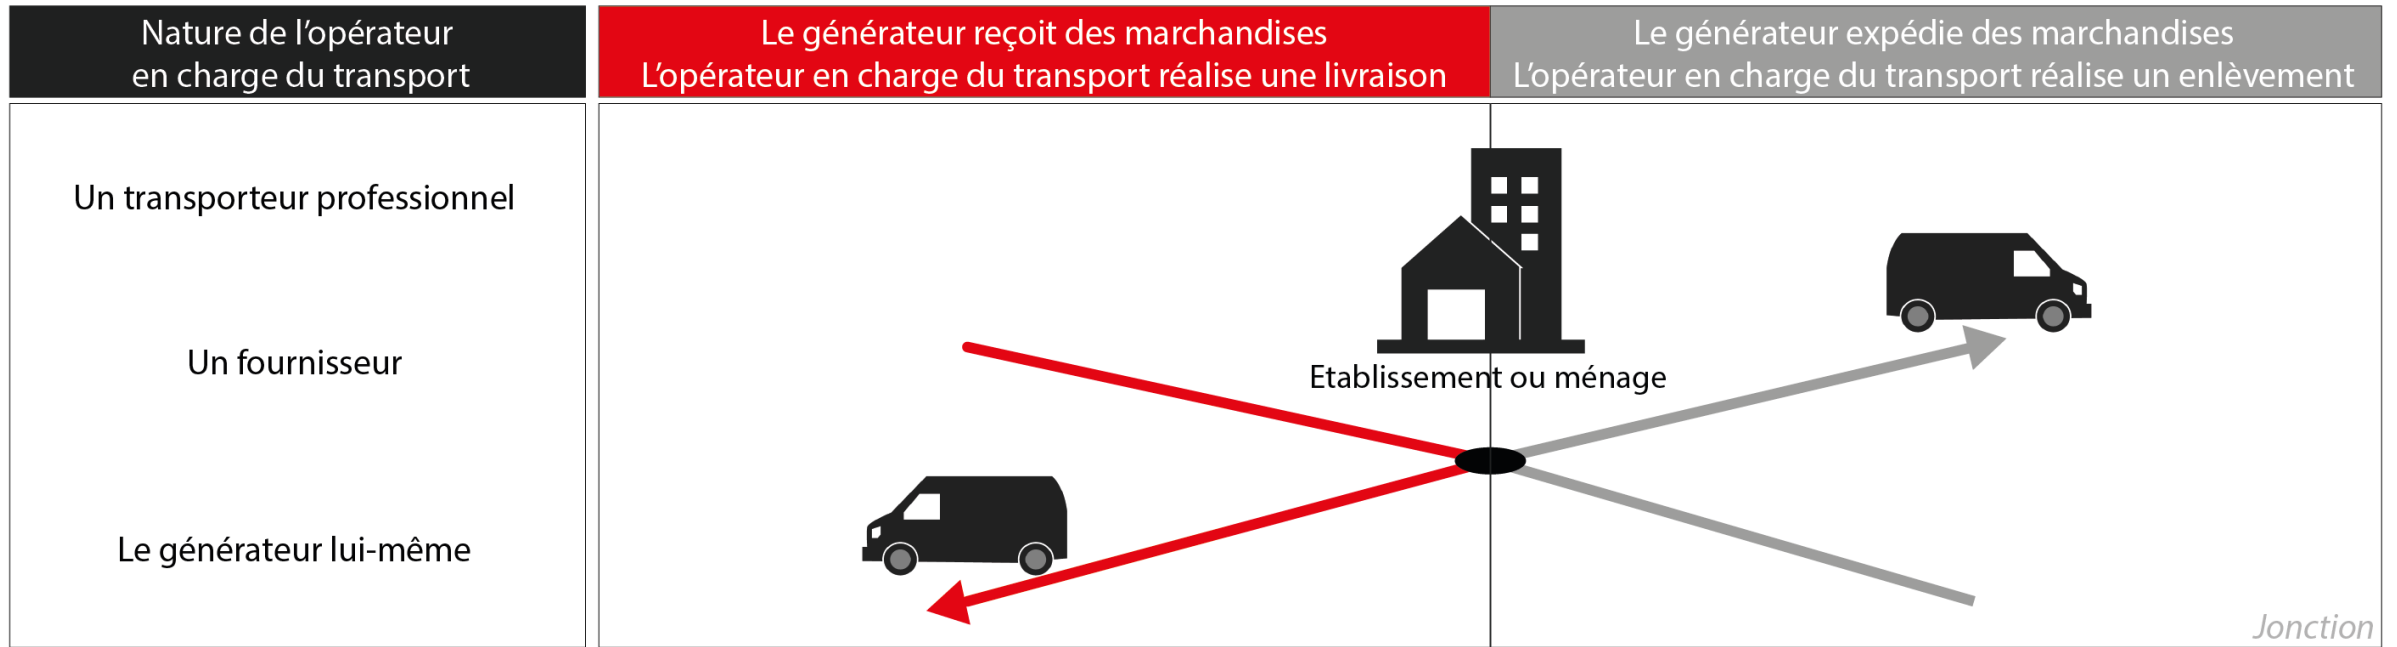 Nature de l’opérateur
en charge du transport
Le générateur reçoit des marchandises
L’opérateur en charge du transport réalise une livraison
Le générateur expédie des marchandises
L’opérateur en charge du transport réalise un enlèvement
Un transporteur professionnel
Un fournisseur
Le générateur lui-même
Etablissement ou ménage
Jonction